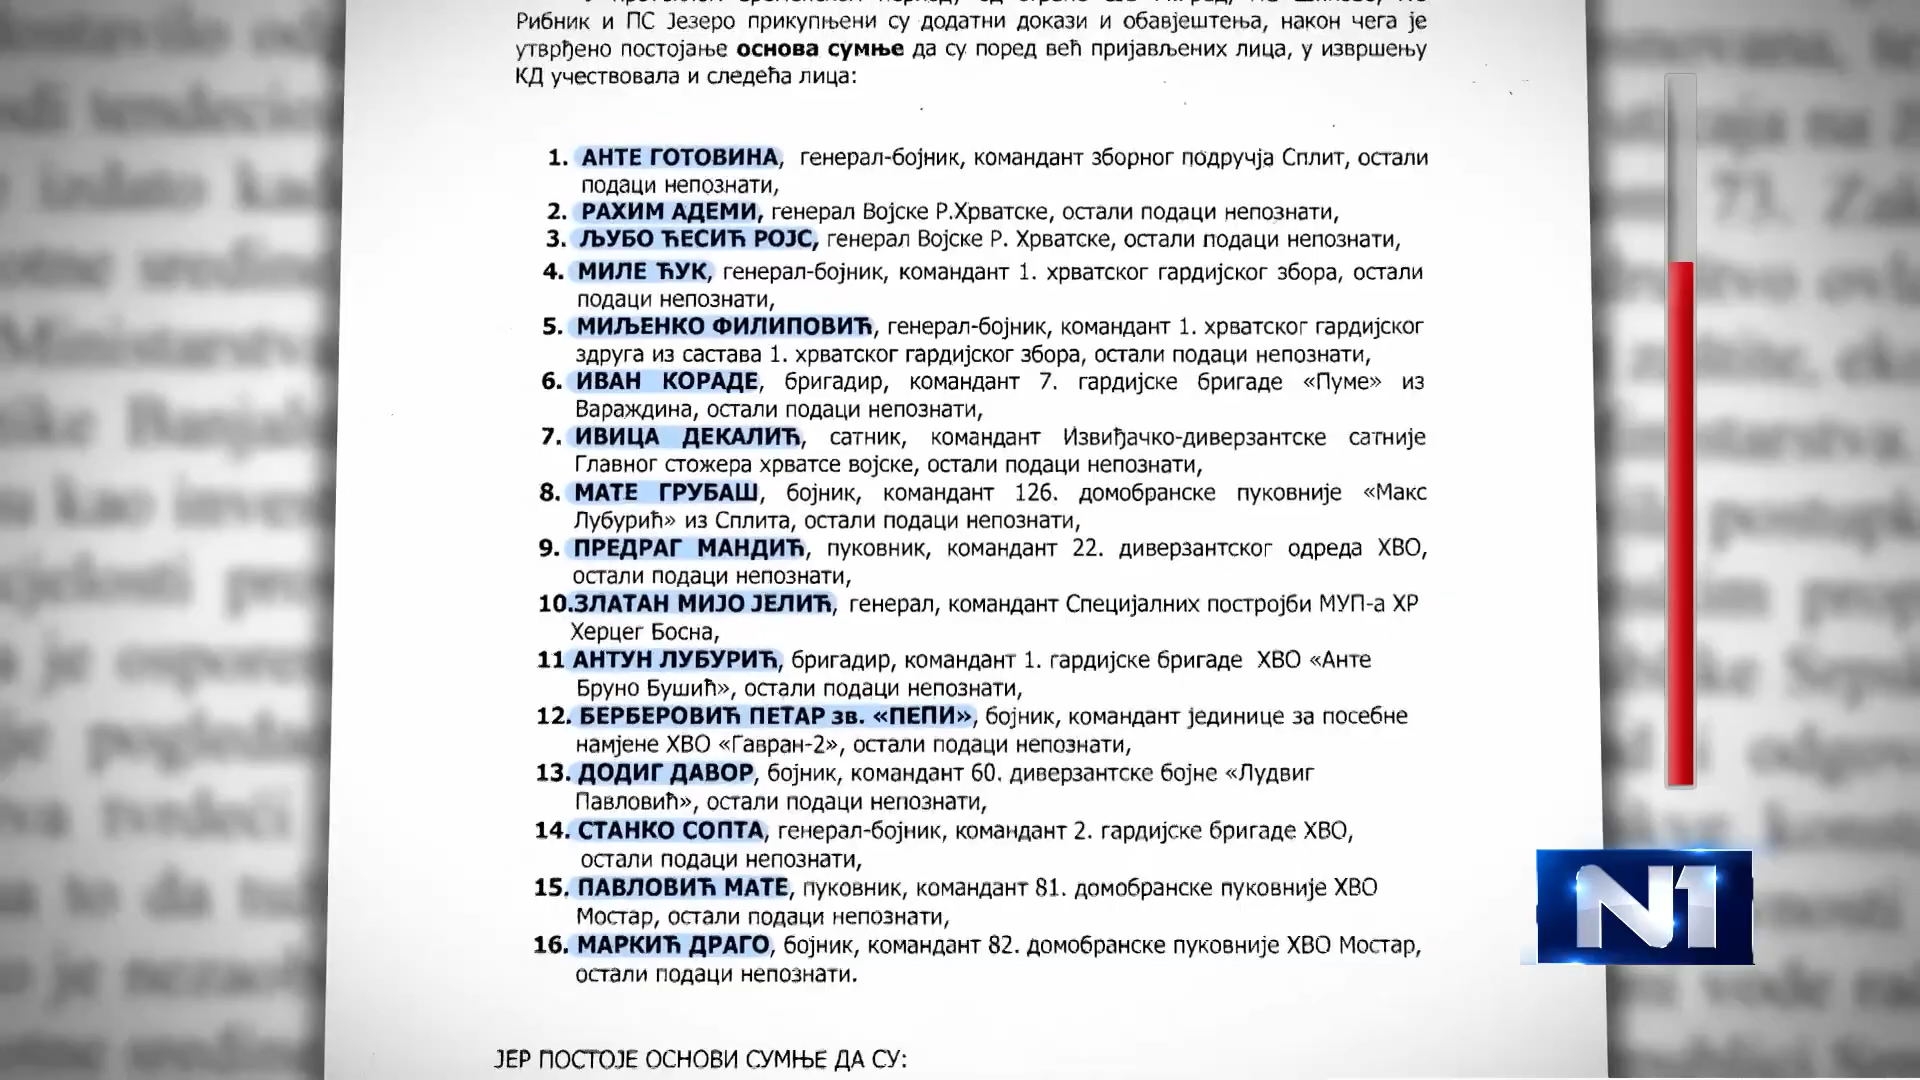 Рибник и ПС Језеро прикупњени су додатни докази и обавјештења, након чега је
утврђено постојање основа сумње да су поред већ пријављених лица, у извршењу
КД учествовала и следећа лица:
1. АНТЕ ГОТОВИНА, генерал-бојник, командант зборног подручја Сплит, остали
подаци непознати,
2. РАХИМ АДЕМИ, генерал Војске Р.Хрватске, остали подаци непознати,
3. ЉУБО ЋЕСИЋ РОЈС, генерал Војске Р. Хрватске, остали подаци непознати,
4. МИЛЕ ЋУК, генерал-бојник, командант 1. хрватског гардијског збора, остали
подаци непознати,
5. МИЉЕНКО ФИЛИПОВИЋ, генерал-бојник, командант 1. хрватског гардијског
здруга из састава 1. хрватског гардијског збора, остали подаци непознати,
6. ИВАН КОРАДЕ, бригадир, командант 7. гардијске бригаде «Пуме» из
Вараждина, остали подаци непознати,
7. ИВИЦА ДЕКАЛИЋ, сатник, командант Извиђачко-диверзантске сатније
Главног стожера хрватсе војске, остали подаци непознати,
8. МАТЕ ГРУБАШ, бојник, командант 126. домобранске пуковније «Макс
Лубурић» из Сплита, остали подаци непознати,
9. ПРЕДРАГ МАНДИЋ, пуковник, командант 22. диверзантског одреда ХВО,
остали подаци непознати,
10.ЗЛАТАН МИЈО ЈЕЛИЋ, генерал, командант Специјалних постројби МУП-а ХР
Херцег Босна,
11 АНТУН ЛУБУРИЋ, бригадир, командант 1. гардијске бригаде ХВО «Анте
Бруно Бушић», остали подаци непознати,
12. БЕРБЕРОВИЋ ПЕТАР зв. «ПЕПИ», бојник, командант јединице за посебне
намјене ХВО «Гавран-2», остали подаци непознати,
13. ДОДИГ ДАВОР, бојник, командант 60. диверзантске бојне «Лудвиг
Павловић», остали подаци непознати,
14. СТАНКО СОПТА, генерал-бојник, командант 2. гардијске бригаде ХВО,
остали подаци непознати,
15. ПАВЛОВИЋ МАТЕ, пуковник, командант 81. домобранске пуковније ХВО
Мостар, остали подаци непознати,
16. МАРКИЋ ДРАГО, бојник, командант 82. домобранске пуковније ХВО Мостар,
остали подаци непознати.
ЈЕР ПОСТОЈЕ ОСНОВИ СУМЊЕ ДА СУ:
N1